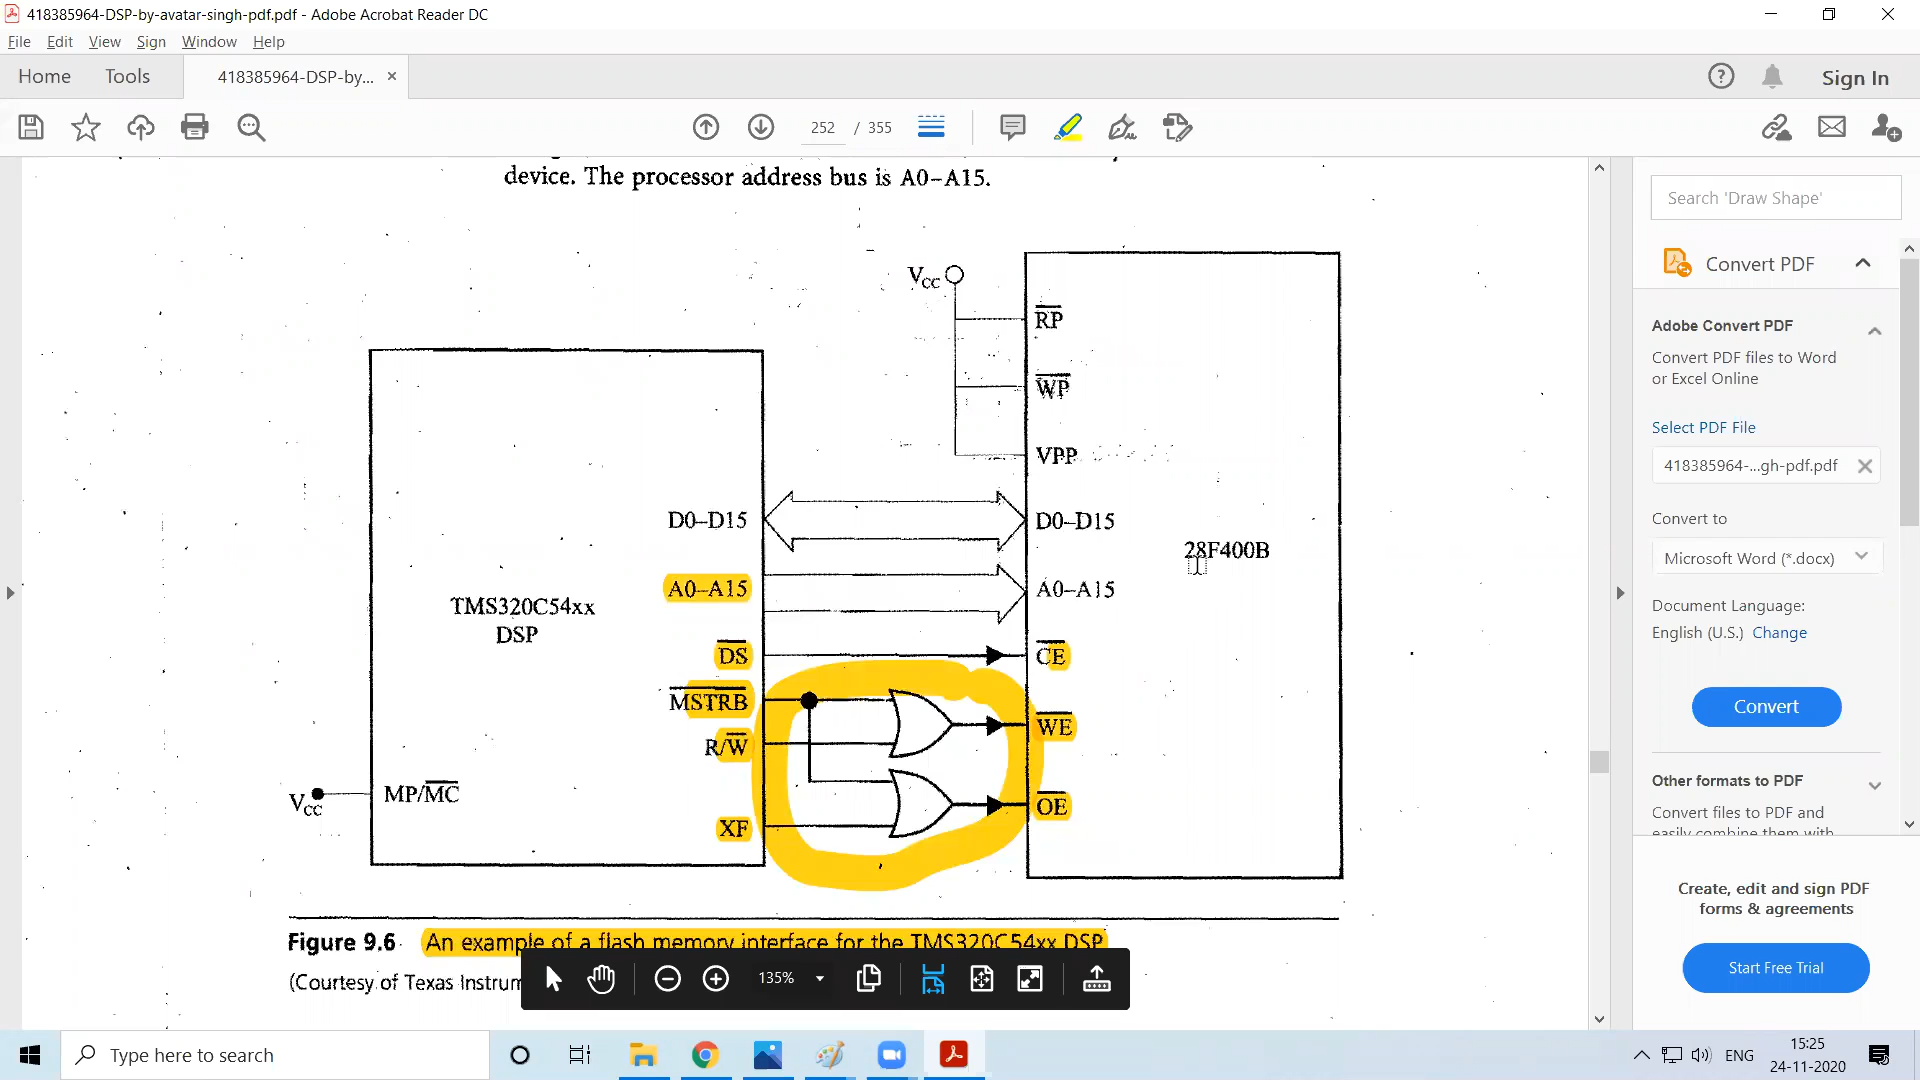 418385964-DSP-by-avatar-singh-pdf.pdf - Adobe Acrobat Reader DC
File Edit View Sign Window Help
Home Tools 418385964-DSP-by... × Sign In
252 / 355
device. The processor address bus is A0–A15.
VCC
RP
WP
VPP
D0–D15 D0–D15
28F400B
A0–A15 A0–A15
TMS320C54xx
DSP
DS CE
MSTRB
WE
R/W
VCC MP/MC
OE
XF
Figure 9.6 An example of a flash memory interface for the TMS320C54xx DSP
(Courtesy of Texas Instrum
135%
Search 'Draw Shape'
Convert PDF
Adobe Convert PDF
Convert PDF files to Word
or Excel Online
Select PDF File
418385964-...gh-pdf.pdf
Convert to
Microsoft Word (*.docx)
Document Language:
English (U.S.) Change
Convert
Other formats to PDF
Convert files to PDF and
easily combine them with
Create, edit and sign PDF
forms & agreements
Start Free Trial
Type here to search
ENG
15:25
24-11-2020